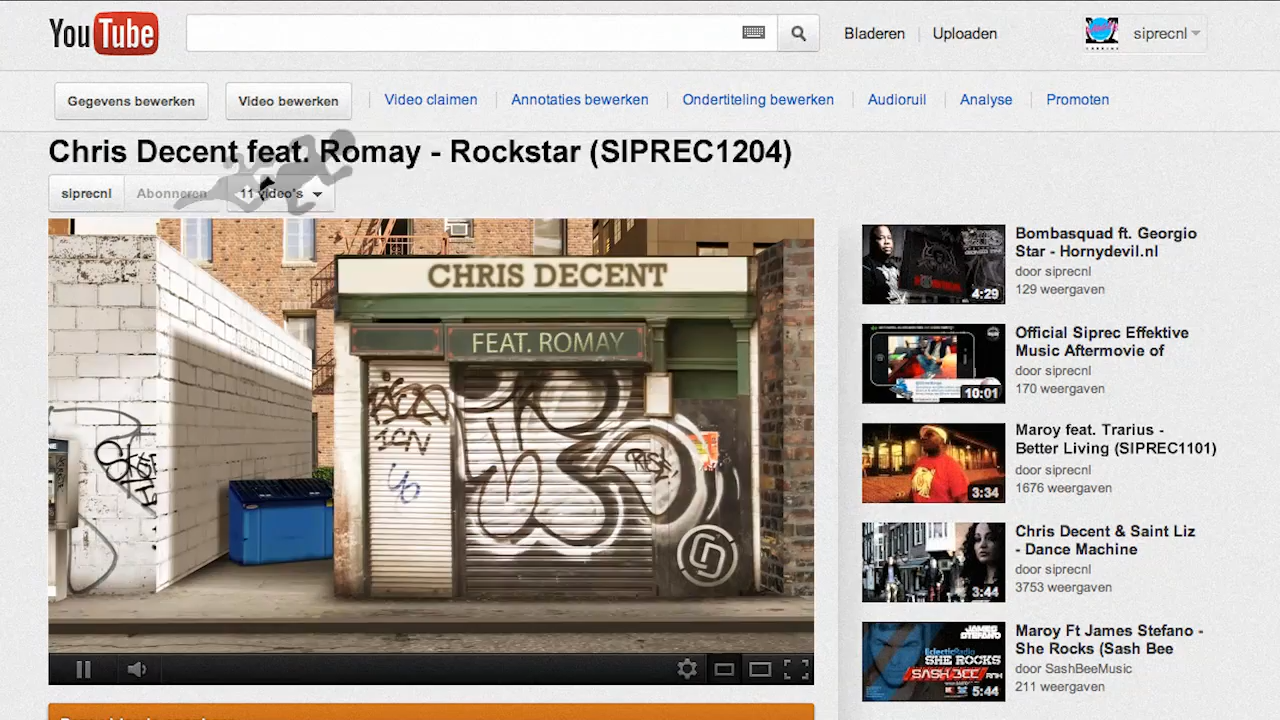 YouTube
Bladeren
Uploaden
siprecnl
Gegevens bewerken
Video bewerken
Video claimen
Annotaties bewerken
Ondertiteling bewerken
Audioruil
Analyse
Promoten
Chris Decent feat. Romay - Rockstar (SIPREC1204)
siprecnl
Abonneren
11 video's
CHRIS DECENT
FEAT. ROMAY
Bombasquad ft. Georgio
Star - Hornydevil.nl
door siprecnl
129 weergaven
4:29
Official Siprec Effektive
Music Aftermovie of
door siprecnl
170 weergaven
10:01
Maroy feat. Trarius -
Better Living (SIPREC1101)
door siprecnl
1676 weergaven
3:34
Chris Decent & Saint Liz
- Dance Machine
door siprecnl
3753 weergaven
3:44
Maroy Ft James Stefano -
She Rocks (Sash Bee
door SashBeeMusic
211 weergaven
JAMES
STEFANO
EclecticRadio
SHE ROCKS
SASH BEE
5:44